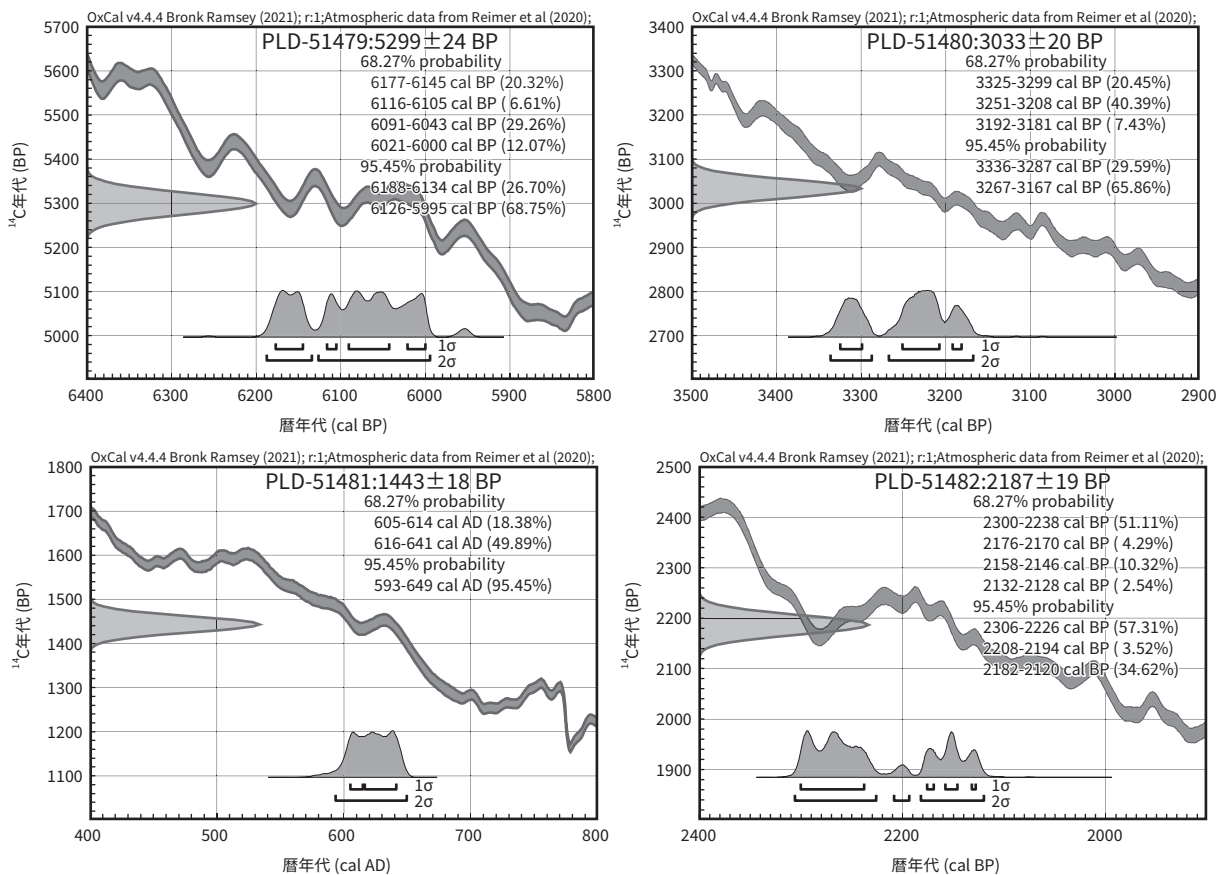 OxCal v4.4.4 Bronk Ramsey (2021); r:1;Atmospheric data from Reimer et al (2020);
PLD-51479:5299±24 BP
68.27% probability
6177-6145 cal BP (20.32%)
6116-6105 cal BP ( 6.61%)
6091-6043 cal BP (29.26%)
6021-6000 cal BP (12.07%)
95.45% probability
6188-6134 cal BP (26.70%)
6126-5995 cal BP (68.75%)
5700
5600
5500
5400
5300
5200
5100
5000
14C年代 (BP)
1σ
2σ
6400 6300 6200 6100 6000 5900 5800
暦年代 (cal BP)
OxCal v4.4.4 Bronk Ramsey (2021); r:1;Atmospheric data from Reimer et al (2020);
PLD-51480:3033±20 BP
68.27% probability
3325-3299 cal BP (20.45%)
3251-3208 cal BP (40.39%)
3192-3181 cal BP ( 7.43%)
95.45% probability
3336-3287 cal BP (29.59%)
3267-3167 cal BP (65.86%)
3400
3300
3200
3100
3000
2900
2800
2700
14C年代 (BP)
1σ
2σ
3500 3400 3200 3100 3000 2900
暦年代 (cal BP)
OxCal v4.4.4 Bronk Ramsey (2021); r:1;Atmospheric data from Reimer et al (2020);
PLD-51481:1443±18 BP
68.27% probability
605-614 cal AD (18.38%)
616-641 cal AD (49.89%)
95.45% probability
593-649 cal AD (95.45%)
1800
1700
1600
1500
1400
1300
1200
1100
14C年代 (BP)
1σ
2σ
400 500 600 700 800
暦年代 (cal AD)
OxCal v4.4.4 Bronk Ramsey (2021); r:1;Atmospheric data from Reimer et al (2020);
PLD-51482:2187±19 BP
68.27% probability
2300-2238 cal BP (51.11%)
2176-2170 cal BP ( 4.29%)
2158-2146 cal BP (10.32%)
2132-2128 cal BP ( 2.54%)
95.45% probability
2306-2226 cal BP (57.31%)
2208-2194 cal BP ( 3.52%)
2182-2120 cal BP (34.62%)
2500
2400
2300
2200
2100
2000
1900
14C年代 (BP)
1σ
2σ
2400 2200 2000
暦年代 (cal BP)